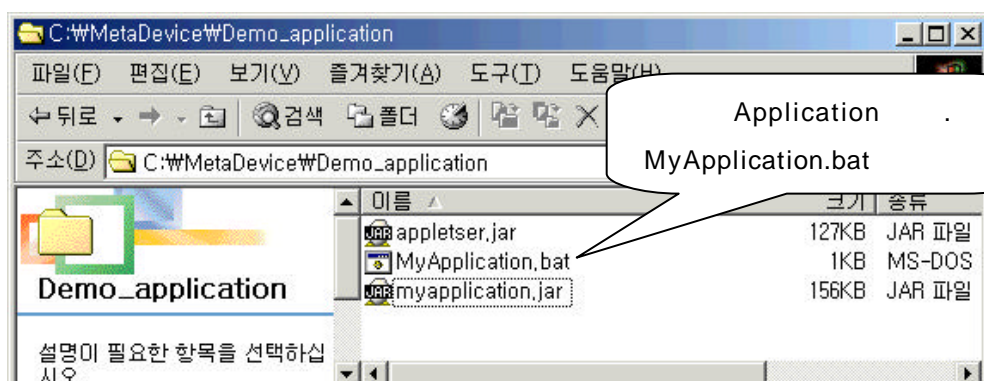 C:₩MetaDevice₩Demo_application
파일(F) 편집(E) 보기(V) 즐겨찾기(A) 도구(T) 도움말(H)
뒤로 검색 폴더
Application .
MyApplication.bat
주소(D) C:₩MetaDevice₩Demo_application
이름 크기 종류
appletser.jar 127KB JAR 파일
MyApplication.bat 1KB MS-DOS
myapplication.jar 156KB JAR 파일
Demo_application
설명이 필요한 항목을 선택하십
시오